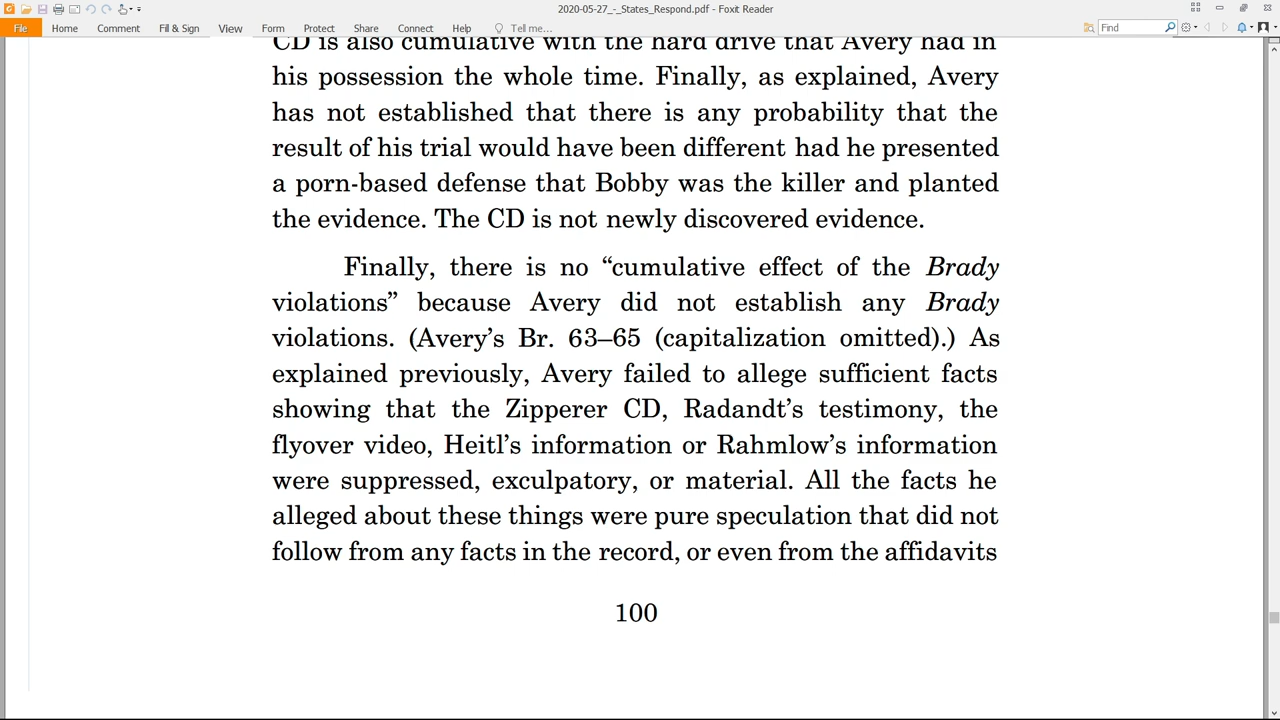 2020-05-27_-_States_Respond.pdf - Foxit Reader
File Home Comment Fill & Sign View Form Protect Share Connect Help Tell me... Find
CD is also cumulative with the hard drive that Avery had in
his possession the whole time. Finally, as explained, Avery
has not established that there is any probability that the
result of his trial would have been different had he presented
a porn-based defense that Bobby was the killer and planted
the evidence. The CD is not newly discovered evidence.
Finally, there is no “cumulative effect of the Brady
violations” because Avery did not establish any Brady
violations. (Avery’s Br. 63–65 (capitalization omitted).) As
explained previously, Avery failed to allege sufficient facts
showing that the Zipperer CD, Radandt’s testimony, the
flyover video, Heitl’s information or Rahmlow’s information
were suppressed, exculpatory, or material. All the facts he
alleged about these things were pure speculation that did not
follow from any facts in the record, or even from the affidavits
100